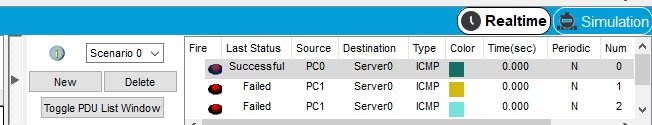 Realtime Simulation
Scenario 0
New Delete
Toggle PDU List Window
Fire Last Status Source Destination Type Color Time(sec) Periodic Num
Successful PC0 Server0 ICMP 0.000 N 0
Failed PC1 Server0 ICMP 0.000 N 1
Failed PC1 Server0 ICMP 0.000 N 2